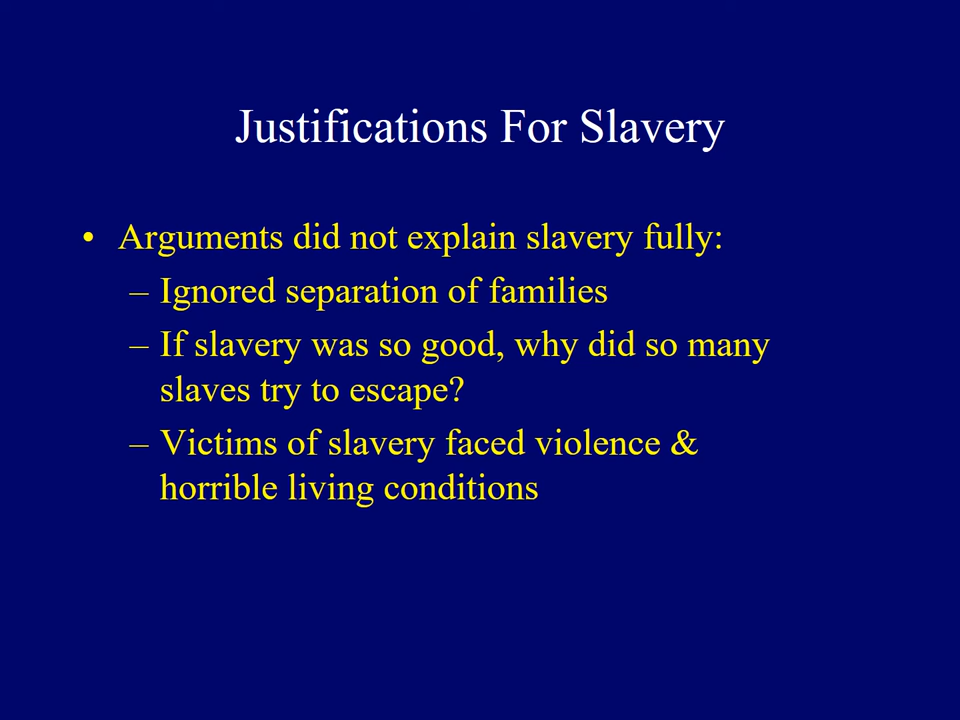 Justifications For Slavery
• Arguments did not explain slavery fully:
– Ignored separation of families
– If slavery was so good, why did so many
slaves try to escape?
– Victims of slavery faced violence &
horrible living conditions